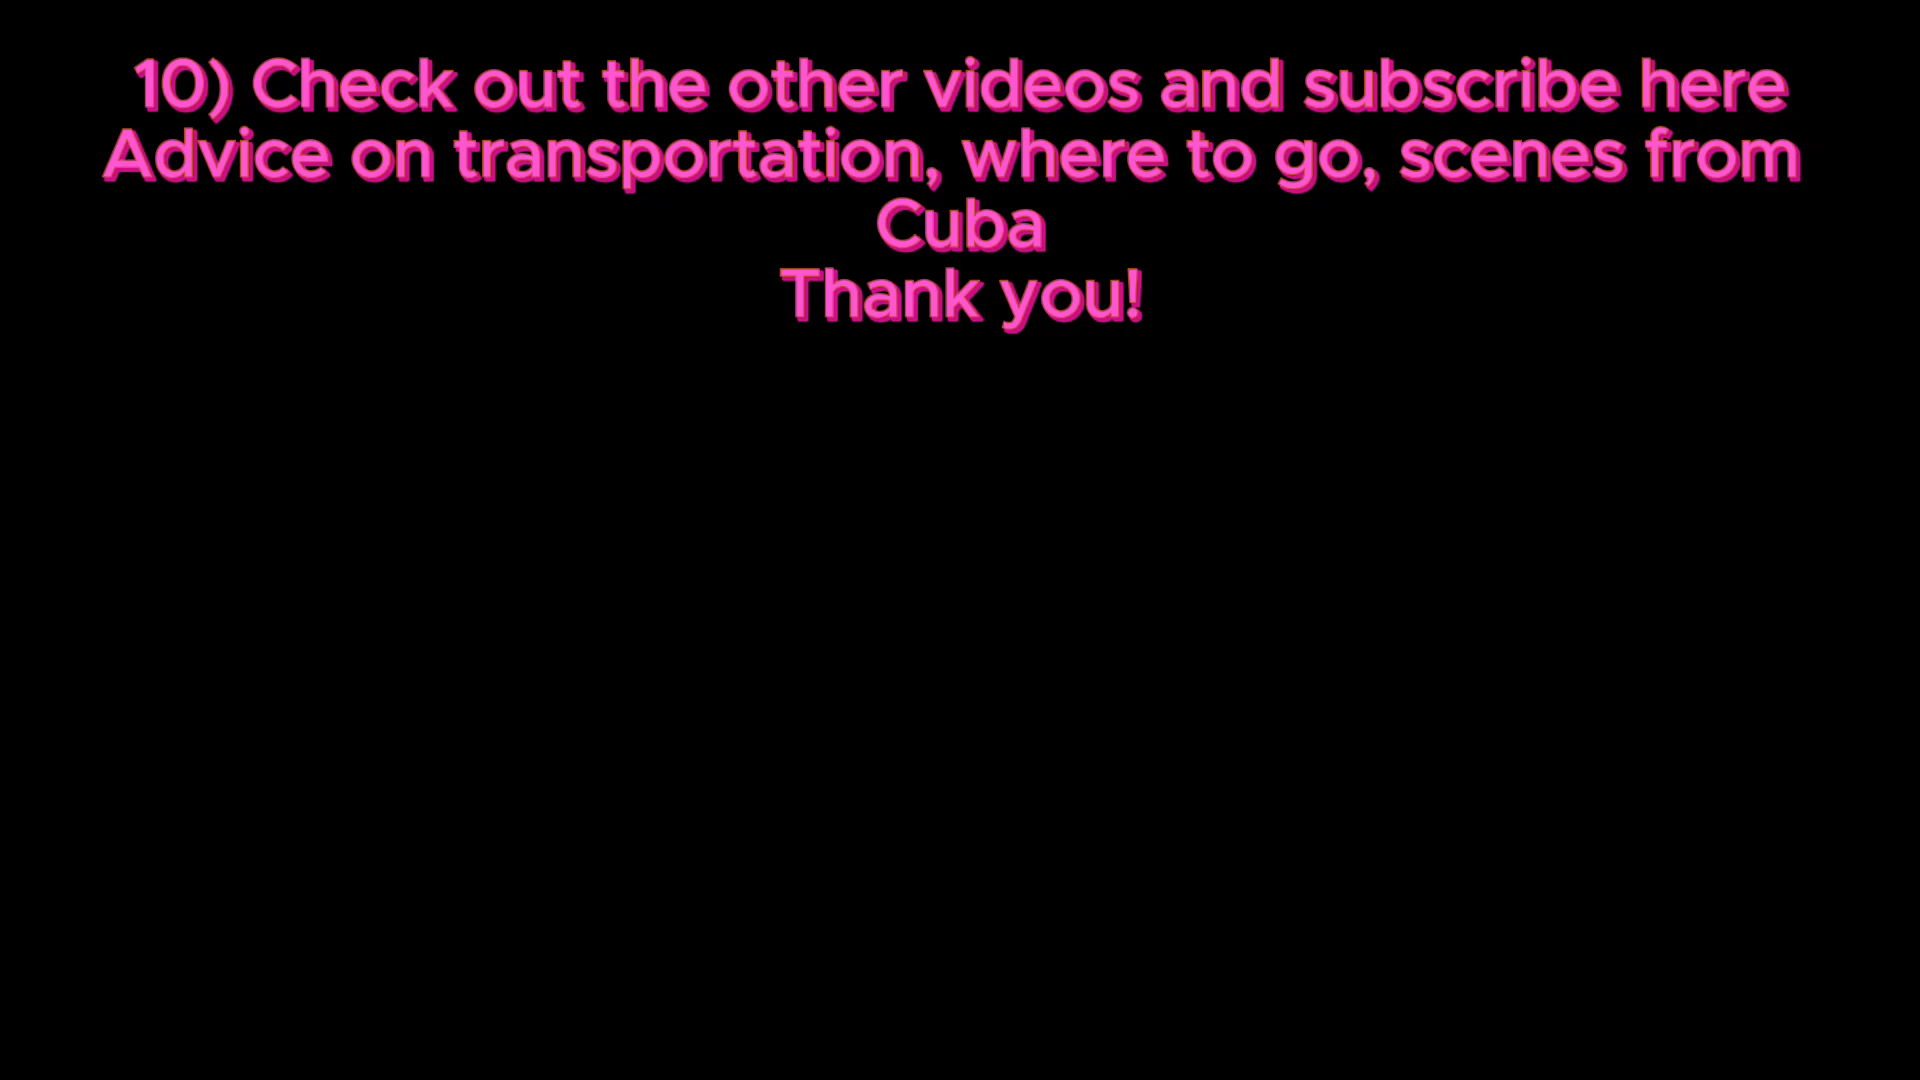 10) Check out the other videos and subscribe here
Advice on transportation, where to go, scenes from
Cuba
Thank you!